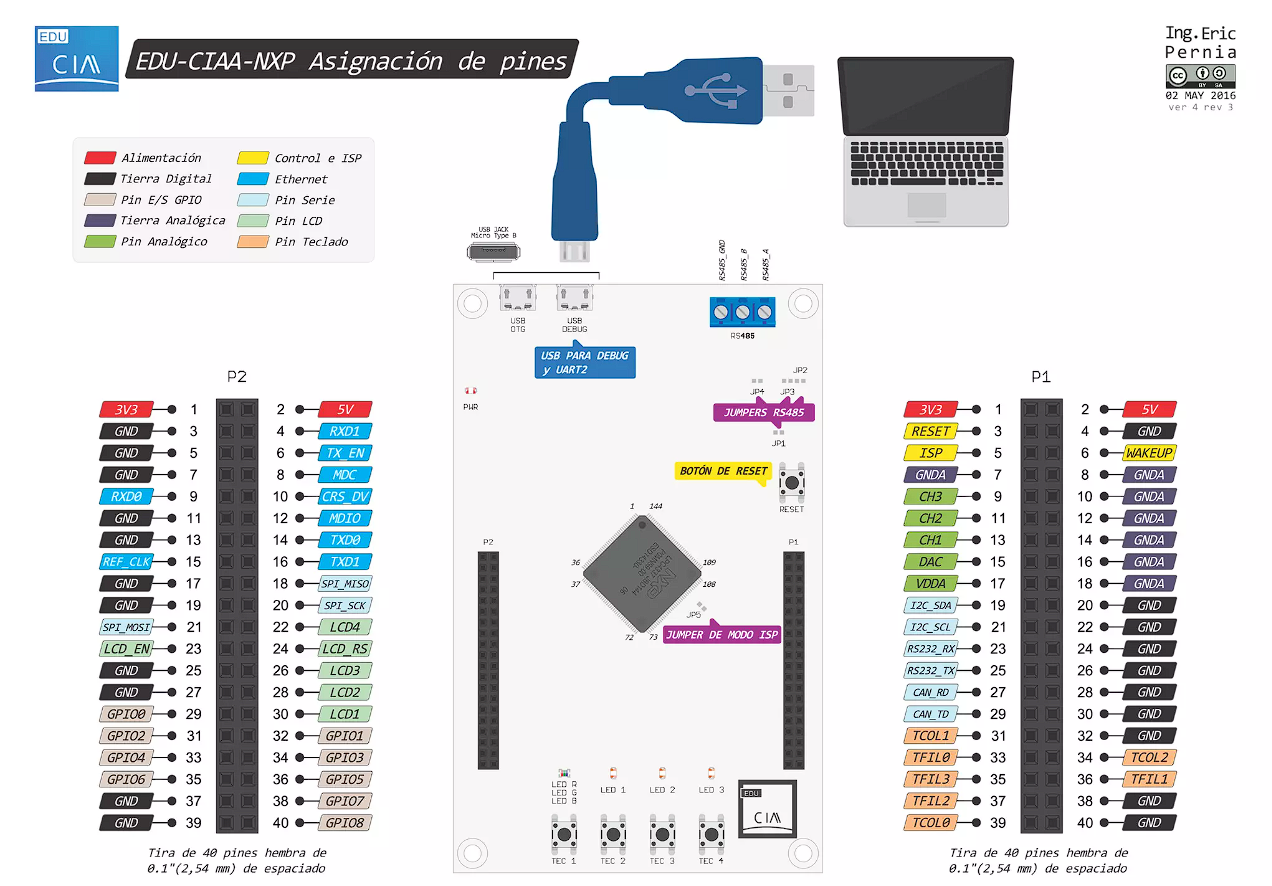 EDU
CIAA
EDU-CIAA-NXP Asignación de pines
Ing.Eric
Pernia
cc
BY SA
02 MAY 2016
ver 4 rev 3
Alimentación
Tierra Digital
Pin E/S GPIO
Tierra Analógica
Pin Analógico
Control e ISP
Ethernet
Pin Serie
Pin LCD
Pin Teclado
USB JACK
Micro Type B
RS485_GND
RS485_B
RS485_A
USB
OTG
USB
DEBUG
RS485
USB PARA DEBUG
y UART2
PWR
JP2
JP4
JP3
JUMPERS RS485
JP1
BOTÓN DE RESET
RESET
1 144
36
37
109
108
72 73
NXP
JP5
JUMPER DE MODO ISP
P2
P1
LED R
LED G
LED B
LED 1
LED 2
LED 3
EDU
CIAA
TEC 1
TEC 2
TEC 3
TEC 4
P2
3V3 1 2 5V
GND 3 4 RXD1
GND 5 6 TX_EN
GND 7 8 MDC
RXD0 9 10 CRS_DV
GND 11 12 MDIO
GND 13 14 TXD0
REF_CLK 15 16 TXD1
GND 17 18 SPI_MISO
GND 19 20 SPI_SCK
SPI_MOSI 21 22 LCD4
LCD_EN 23 24 LCD_RS
GND 25 26 LCD3
GND 27 28 LCD2
GPIO0 29 30 LCD1
GPIO2 31 32 GPIO1
GPIO4 33 34 GPIO3
GPIO6 35 36 GPIO5
GND 37 38 GPIO7
GND 39 40 GPIO8
Tira de 40 pines hembra de
0.1"(2,54 mm) de espaciado
P1
3V3 1 2 5V
RESET 3 4 GND
ISP 5 6 WAKEUP
GNDA 7 8 GNDA
CH3 9 10 GNDA
CH2 11 12 GNDA
CH1 13 14 GNDA
DAC 15 16 GNDA
VDDA 17 18 GNDA
I2C_SDA 19 20 GND
I2C_SCL 21 22 GND
RS232_RX 23 24 GND
RS232_TX 25 26 GND
CAN_RD 27 28 GND
CAN_TD 29 30 GND
TCOL1 31 32 GND
TFIL0 33 34 TCOL2
TFIL3 35 36 TFIL1
TFIL2 37 38 GND
TCOL0 39 40 GND
Tira de 40 pines hembra de
0.1"(2,54 mm) de espaciado